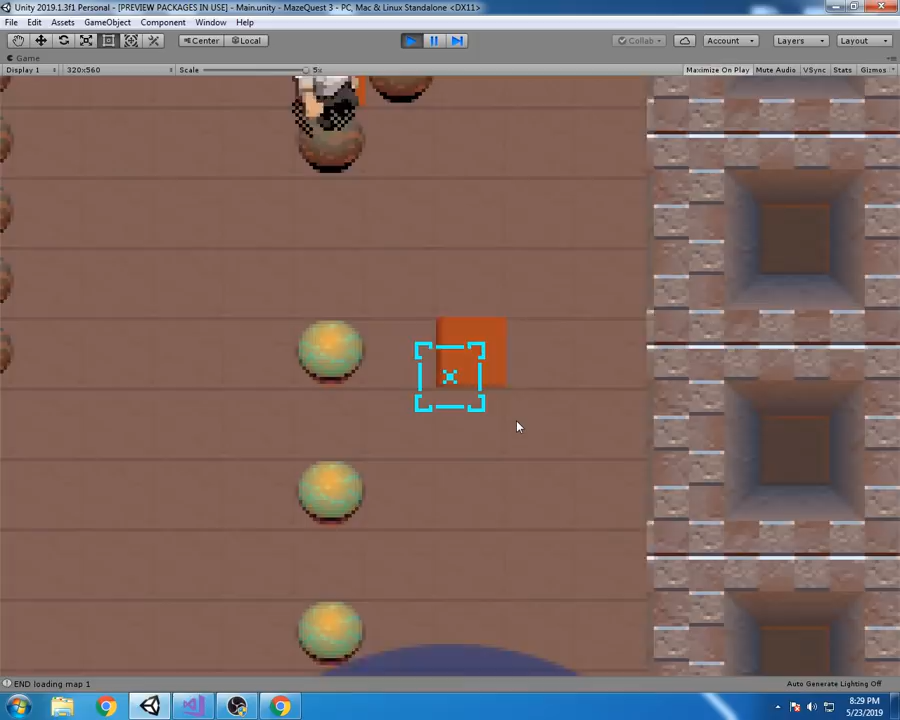 Unity 2019.1.3f1 Personal - [PREVIEW PACKAGES IN USE] - Main.unity - MazeQuest 3 - PC, Mac & Linux Standalone <DX11>
File Edit Assets GameObject Component Window Help
Center Local Collab Account Layers Layout
Game
Display 1 320x560 Scale 5x Maximize On Play Mute Audio VSync Stats Gizmos
END loading map 1 Auto Generate Lighting Off
8:29 PM
5/23/2019